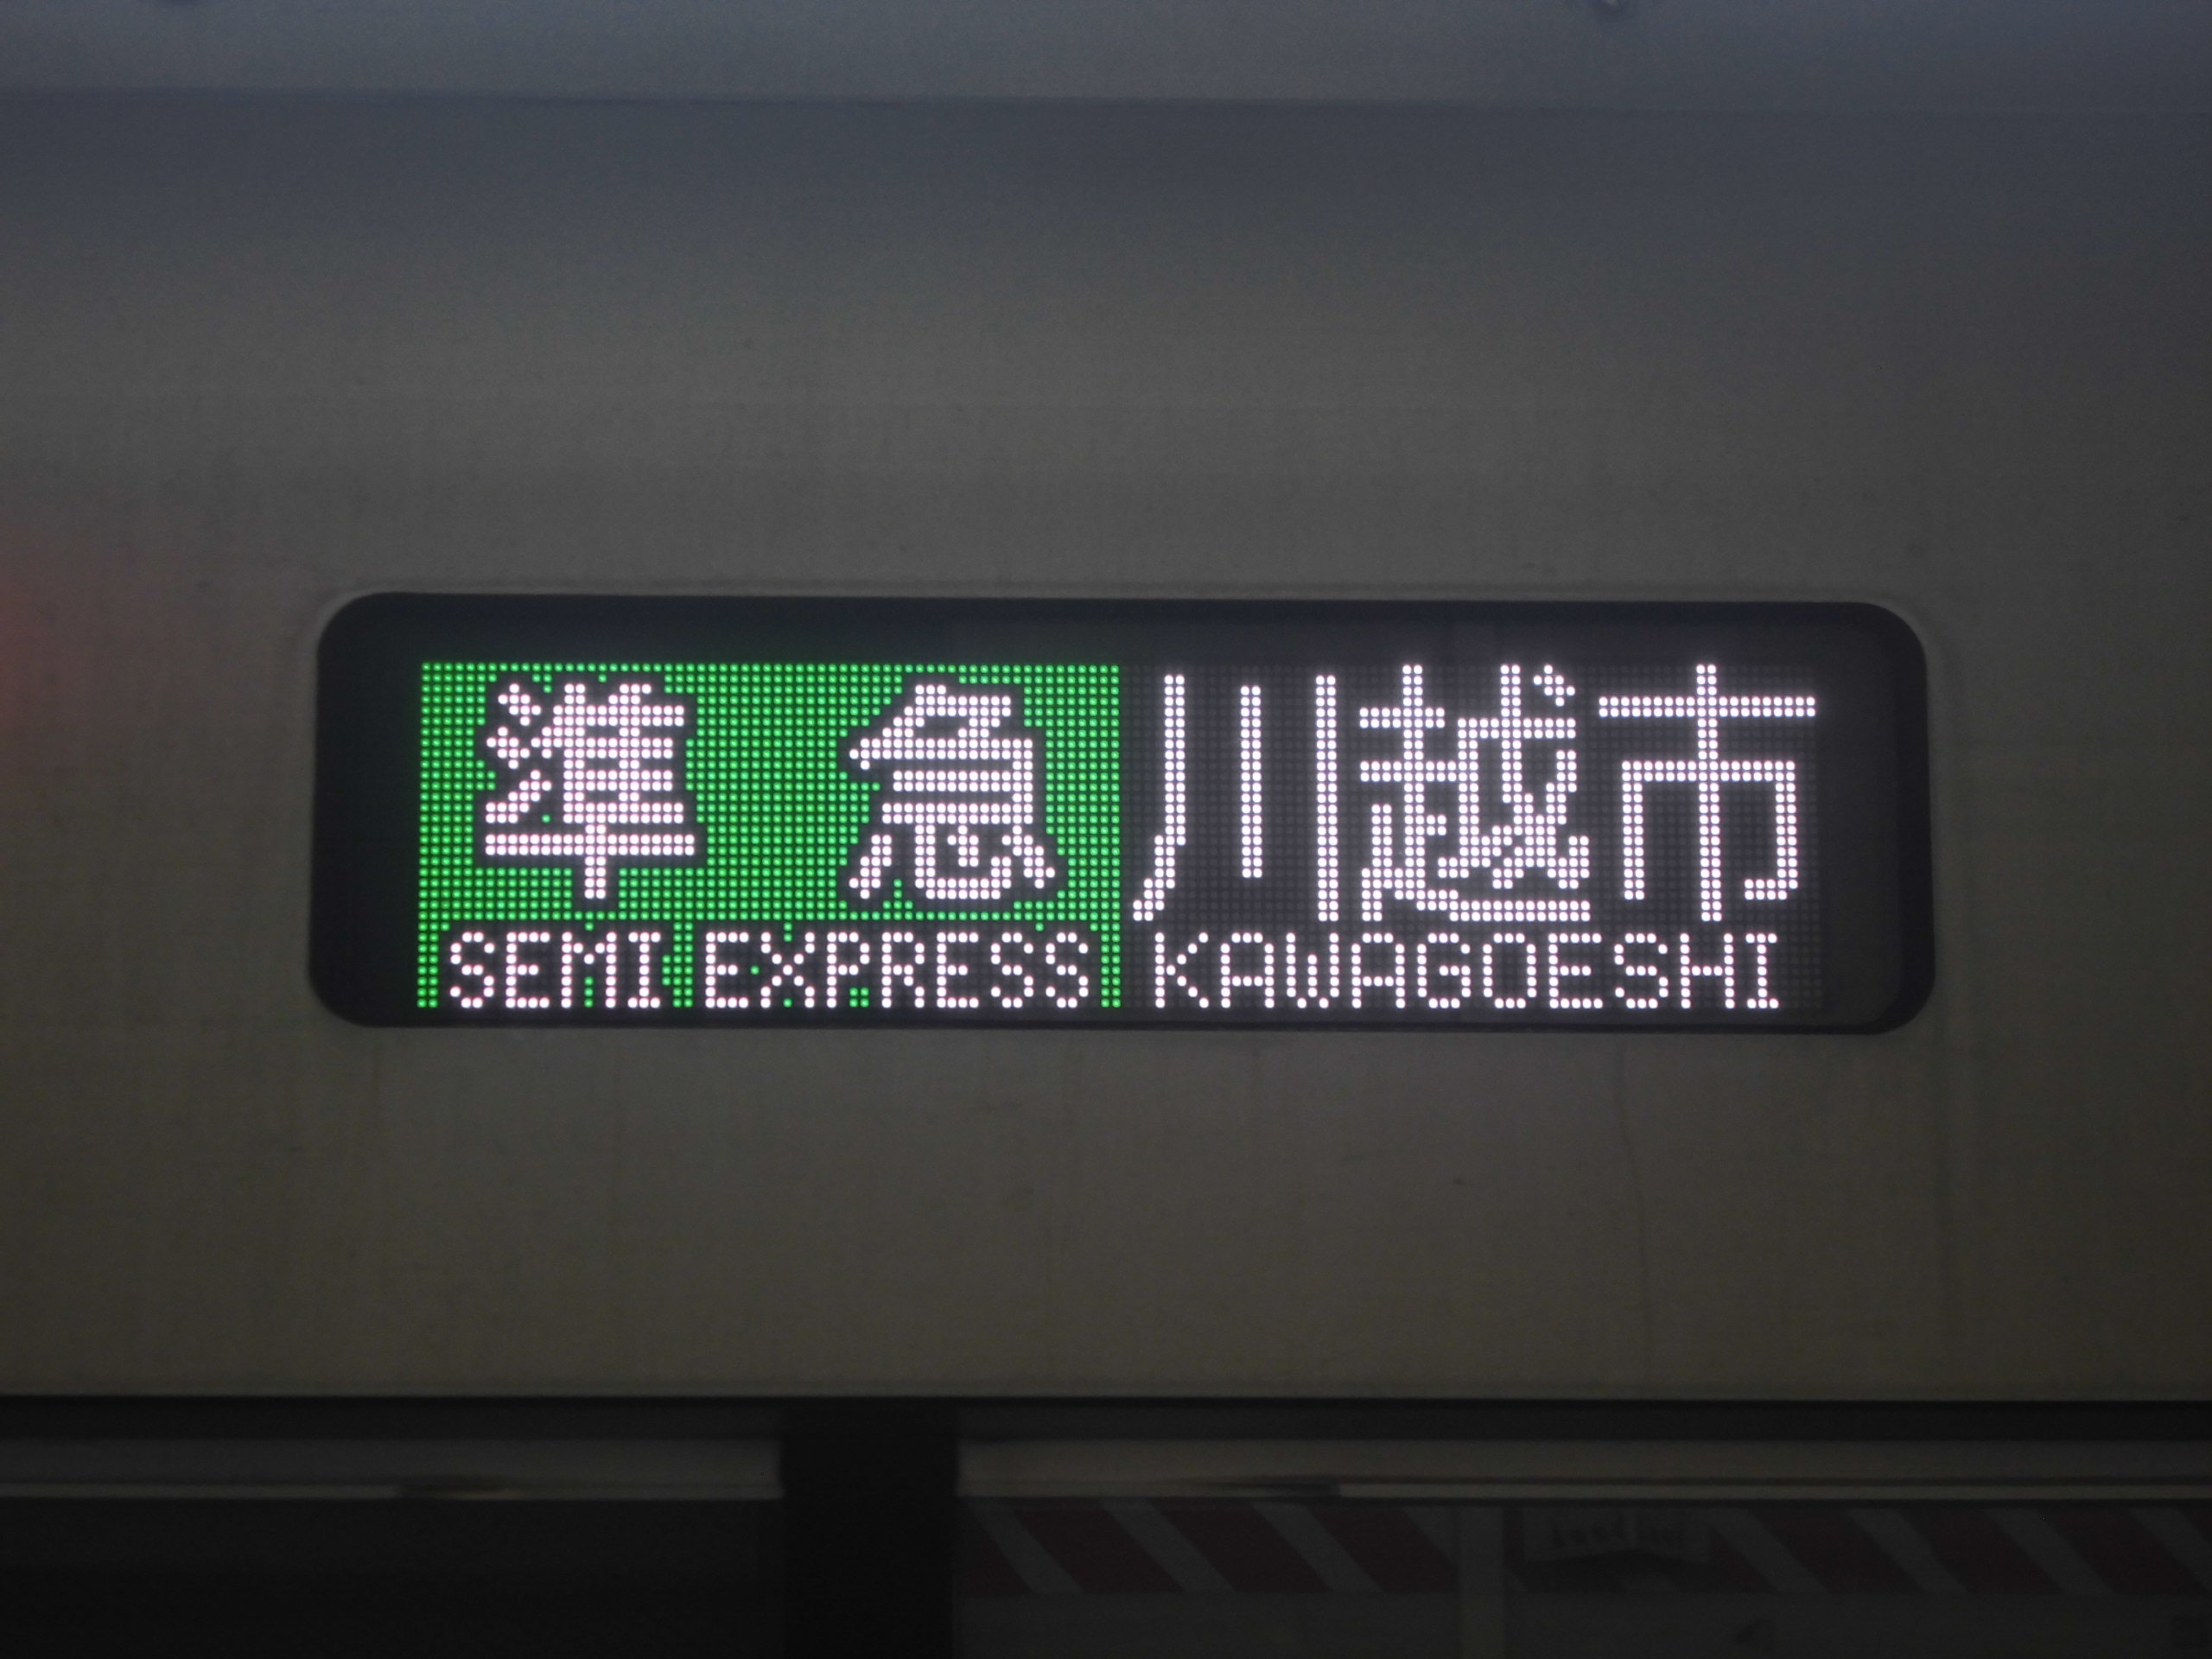 準急 川越市
SEMI EXPRESS KAWAGOESHI